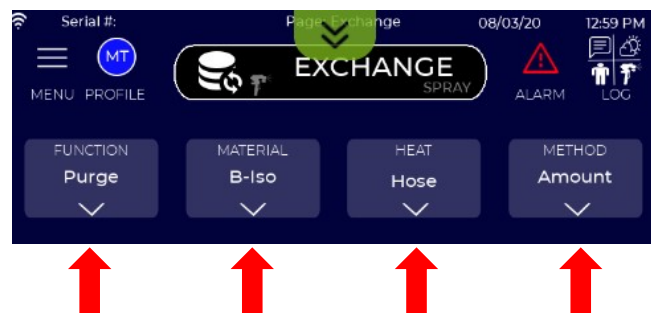 Serial #: Page: Exchange 08/03/20 12:59 PM
MT
EXCHANGE
SPRAY
MENU PROFILE ALARM LOG
FUNCTION MATERIAL HEAT METHOD
Purge B-Iso Hose Amount